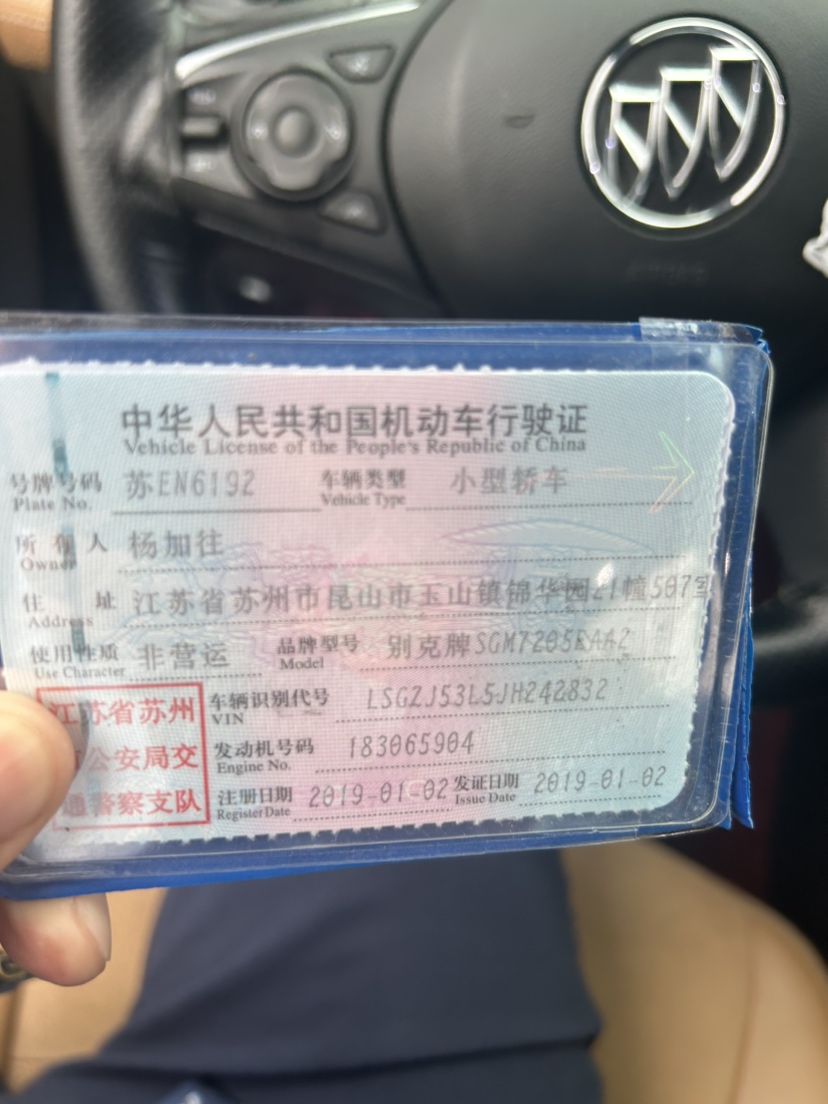 中华人民共和国机动车行驶证
Vehicle License of the People's Republic of China
号牌号码 苏EN6192 车辆类型 小型轿车
Plate No. Vehicle Type
所有人 杨加往
Owner
住址 江苏省苏州市昆山市玉山镇锦华园21幢507室
Address
使用性质 非营运 品牌型号 别克牌SGM7205EAA2
Use Character Model
江苏省苏州 车辆识别代号 LSGZJ53L5JH242832
VIN
公安局交 发动机号码 183065904
Engine No.
通警察支队 注册日期 2019-01-02 发证日期 2019-01-02
Register Date Issue Date